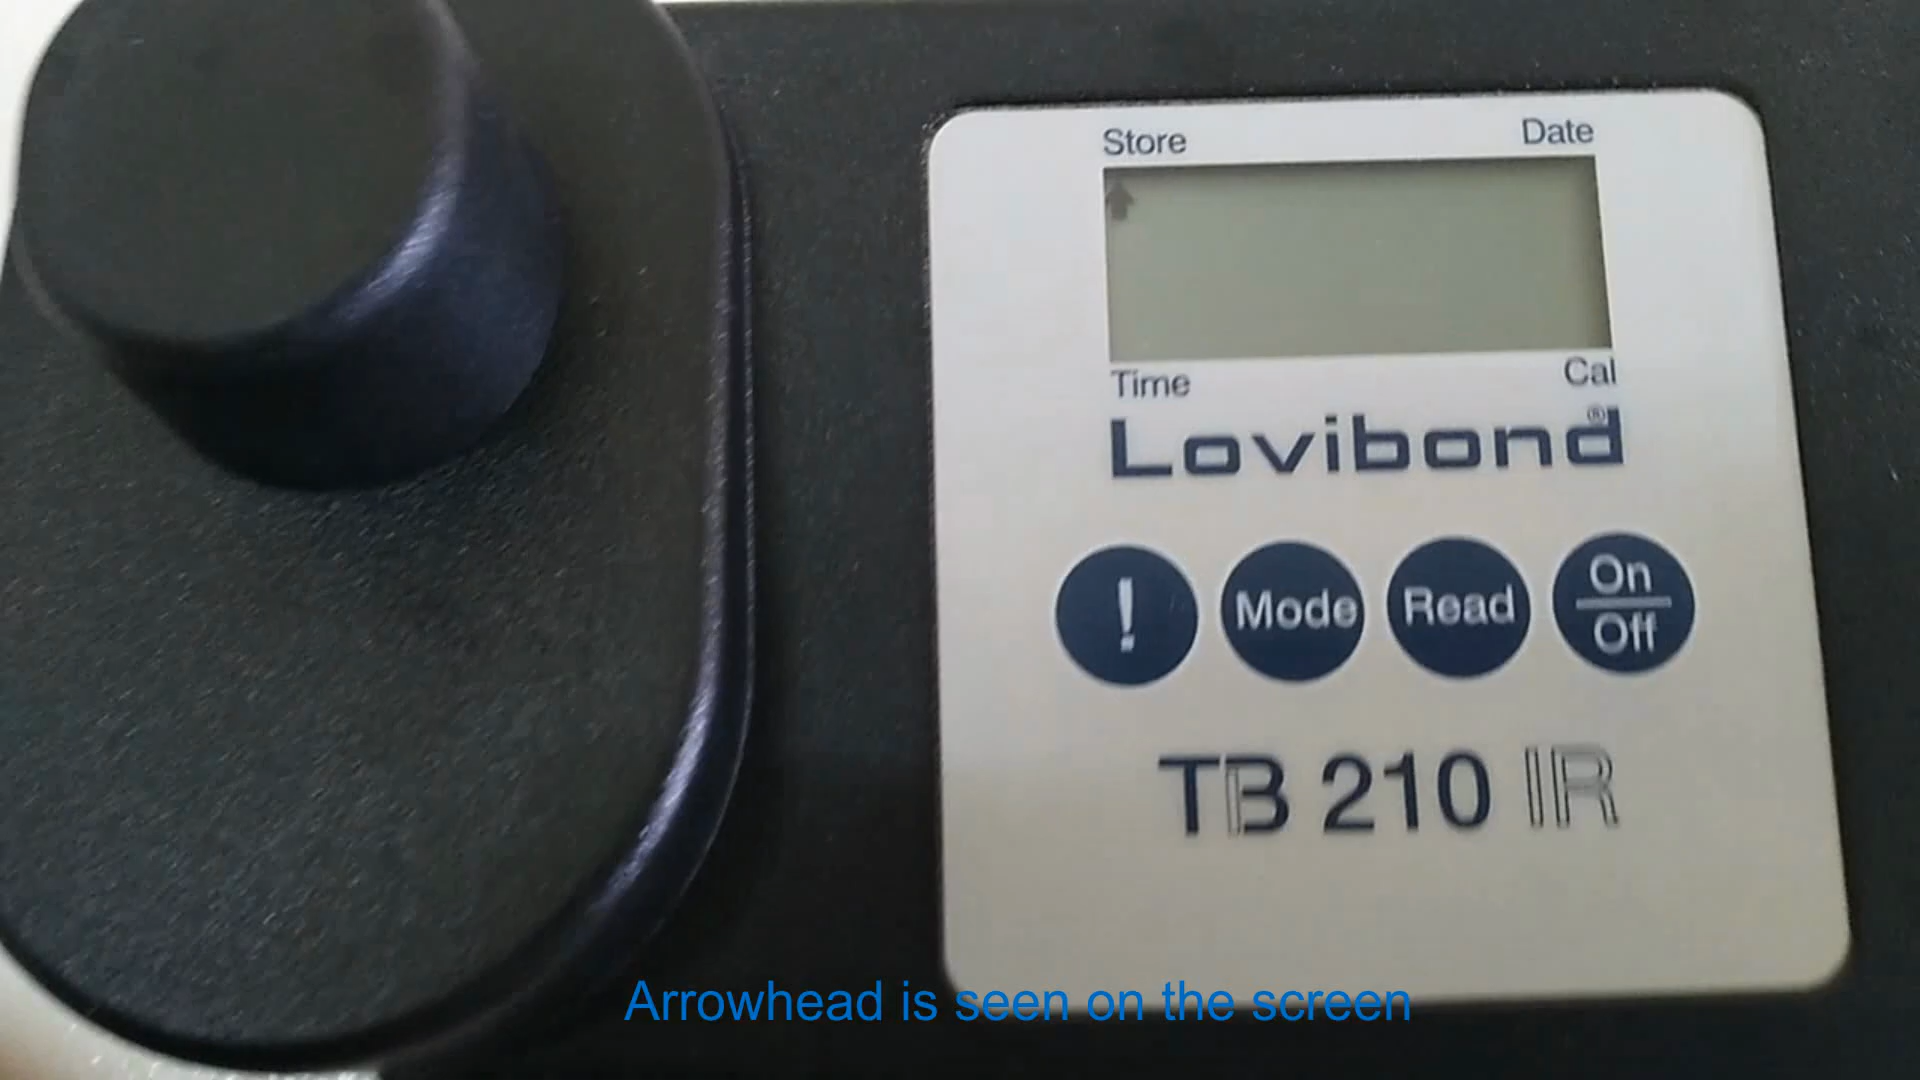 Store Date
Time Cal
Lovibond®
! Mode Read On
Off
TB 210 IR
Arrowhead is seen on the screen